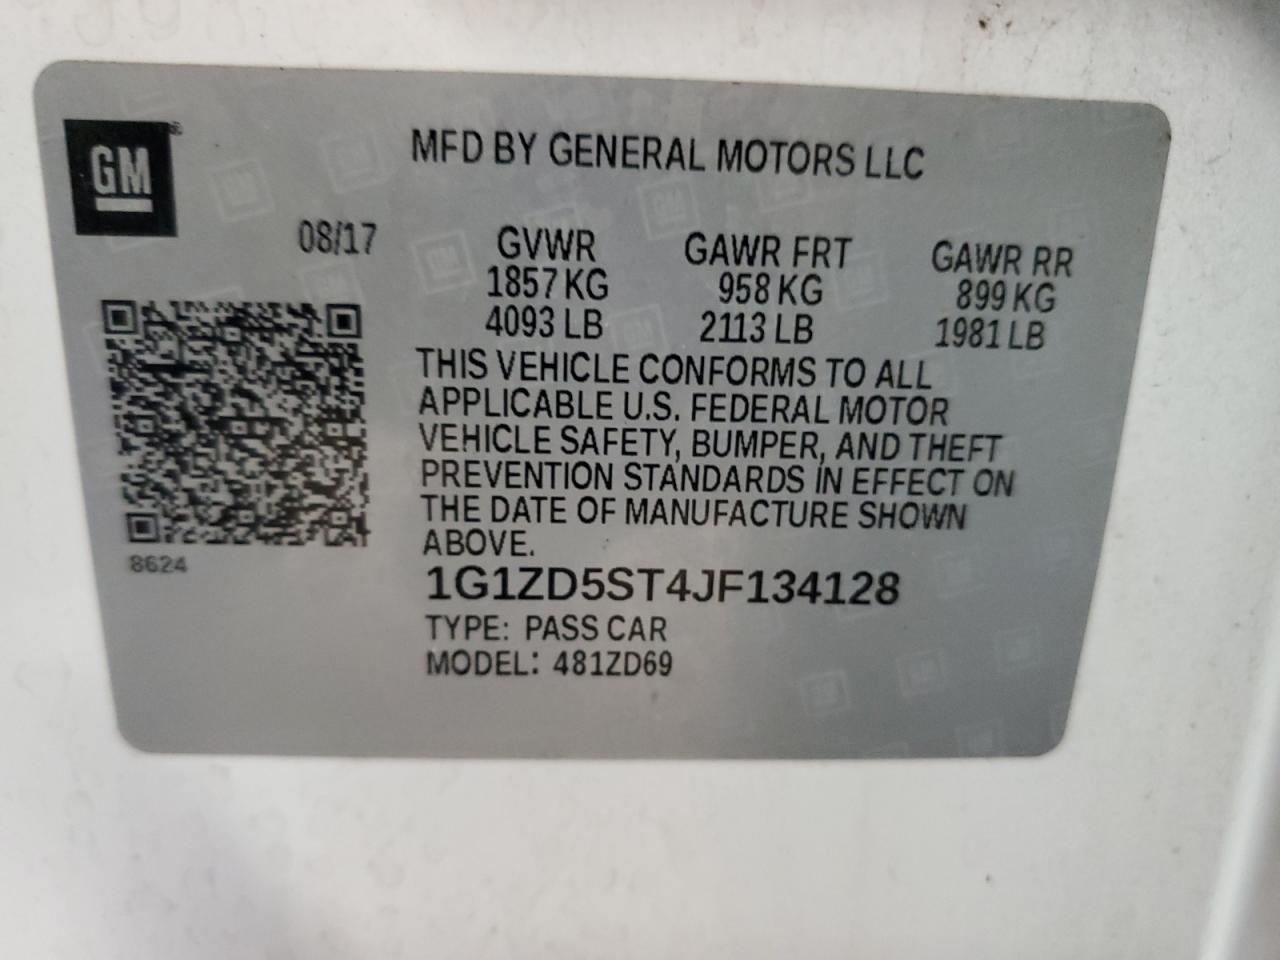 GM
MFD BY GENERAL MOTORS LLC
08/17
GVWR GAWR FRT GAWR RR
1857 KG 958 KG 899 KG
4093 LB 2113 LB 1981 LB
THIS VEHICLE CONFORMS TO ALL
APPLICABLE U.S. FEDERAL MOTOR
VEHICLE SAFETY, BUMPER, AND THEFT
PREVENTION STANDARDS IN EFFECT ON
THE DATE OF MANUFACTURE SHOWN
ABOVE.
8624
1G1ZD5ST4JF134128
TYPE: PASS CAR
MODEL: 481ZD69